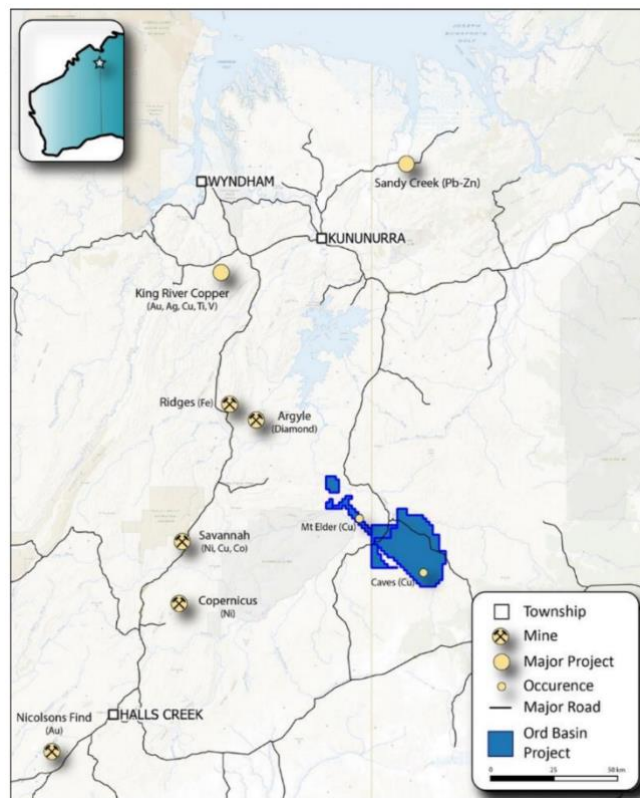 WYNDHAM
Sandy Creek (Pb-Zn)
KUNUNURRA
King River Copper
(Au, Ag, Cu, Ti, V)
Ridges (Fe)
Argyle
(Diamond)
Mt Elder (Cu)
Savannah
(Ni, Cu, Co)
Caves (Cu)
Copernicus
(Ni)
HALLS CREEK
Nicolsons Find
(Au)
Township
Mine
Major Project
Occurence
Major Road
Ord Basin
Project
0 25 50 km